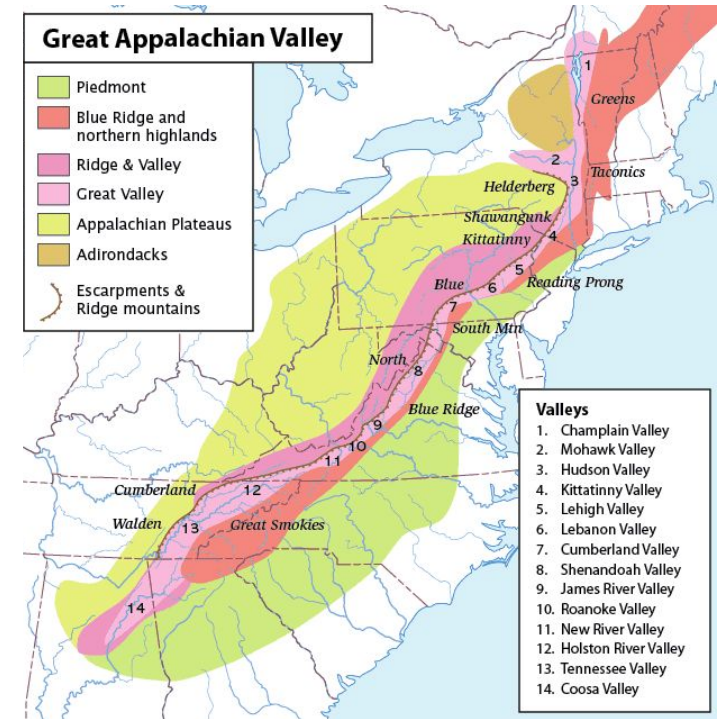 Great Appalachian Valley
Piedmont
Blue Ridge and
northern highlands
Ridge & Valley
Great Valley
Appalachian Plateaus
Adirondacks
Escarpments &
Ridge mountains
1
Greens
2
3
Taconics
Helderberg
Shawangunk
4
Kittatinny
5
Reading Prong
Blue
6
7
South Mtn
North
8
Blue Ridge
9
10
11
Cumberland
12
Walden
13
Great Smokies
14
Valleys
1. Champlain Valley
2. Mohawk Valley
3. Hudson Valley
4. Kittatinny Valley
5. Lehigh Valley
6. Lebanon Valley
7. Cumberland Valley
8. Shenandoah Valley
9. James River Valley
10. Roanoke Valley
11. New River Valley
12. Holston River Valley
13. Tennessee Valley
14. Coosa Valley